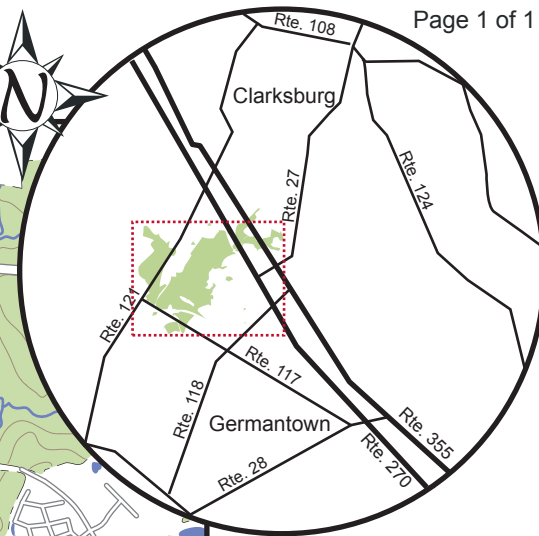 Page 1 of 1
Rte. 108
N
Clarksburg
Rte. 27
Rte. 124
Rte. 121
Rte. 117
Rte. 118
Germantown
Rte. 355
Rte. 28
Rte. 270